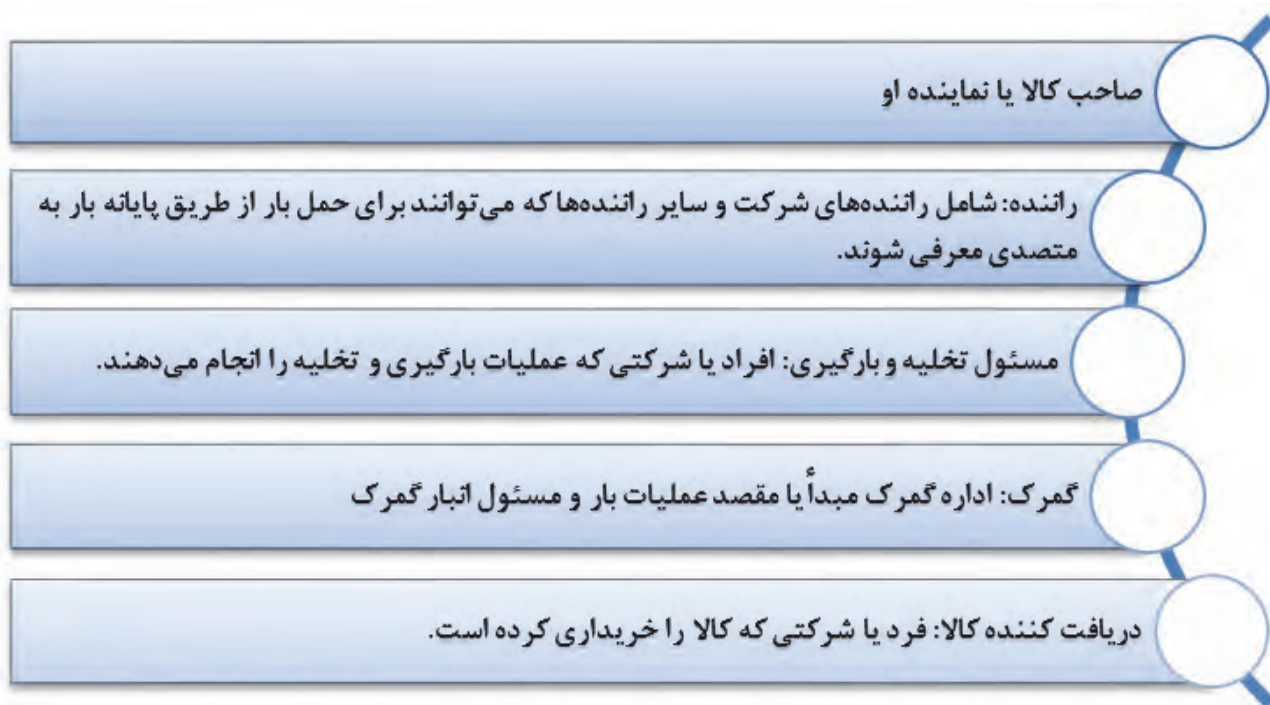 صاحب کالا یا نماینده او
راننده: شامل راننده‌های شرکت و سایر راننده‌ها که می‌توانند برای حمل بار از طریق پایانه بار به
متصدی معرفی شوند.
مسئول تخلیه و بارگیری: افراد یا شرکتی که عملیات بارگیری و تخلیه را انجام می‌دهند.
گمرک: اداره گمرک مبدأ یا مقصد عملیات بار و مسئول انبار گمرک
دریافت کننده کالا: فرد یا شرکتی که کالا را خریداری کرده است.